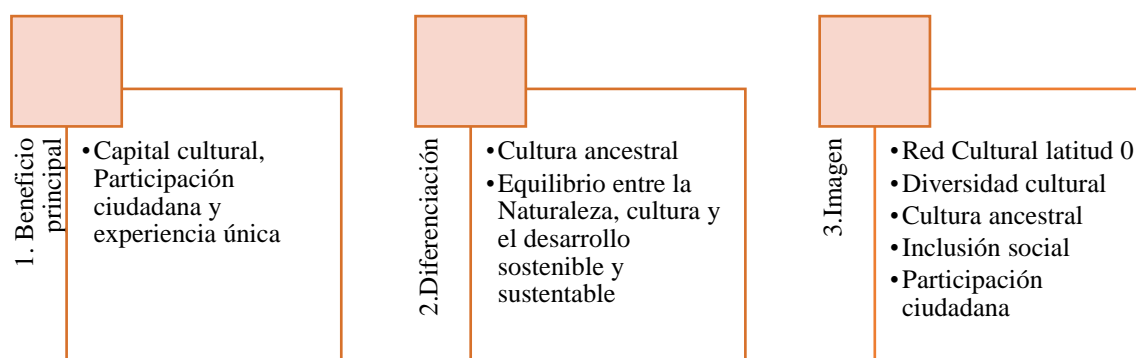 1. Beneficio
principal
•Capital cultural,
Participación
ciudadana y
experiencia única
2.Diferenciación
•Cultura ancestral
•Equilibrio entre la
Naturaleza, cultura y
el desarrollo
sostenible y
sustentable
3.Imagen
•Red Cultural latitud 0
•Diversidad cultural
•Cultura ancestral
•Inclusión social
•Participación
ciudadana